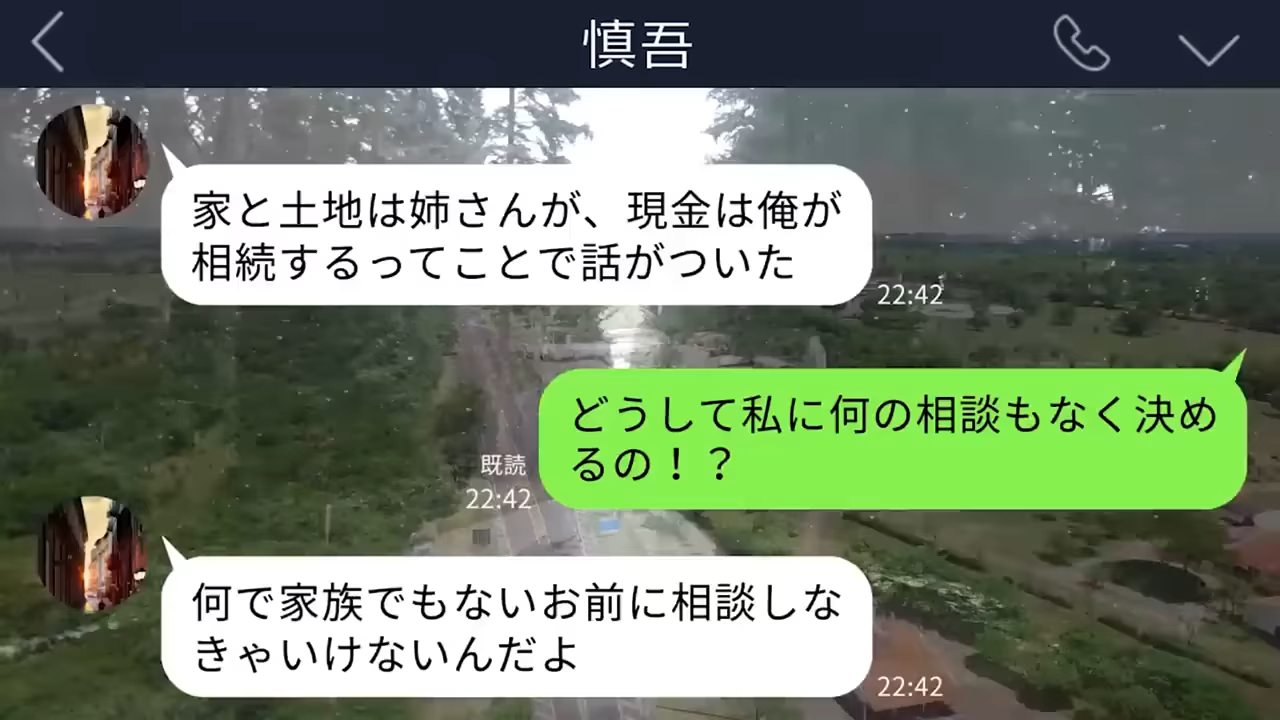 慎吾
家と土地は姉さんが、現金は俺が
相続するってことで話がついた
22:42
どうして私に何の相談もなく決め
るの！？
既読
22:42
何で家族でもないお前に相談しな
きゃいけないんだよ
22:42